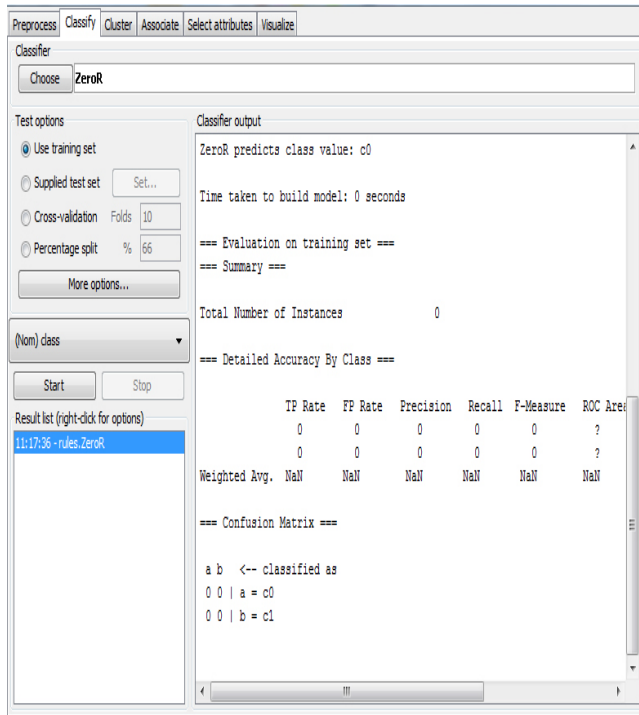 Preprocess Classify Cluster Associate Select attributes Visualize
Classifier
Choose ZeroR
Test options
Use training set
Supplied test set Set...
Cross-validation Folds 10
Percentage split % 66
More options...
(Nom) class
Start Stop
Result list (right-click for options)
11:17:36 - rules.ZeroR
Classifier output
ZeroR predicts class value: c0
Time taken to build model: 0 seconds
=== Evaluation on training set ===
=== Summary ===
Total Number of Instances 0
=== Detailed Accuracy By Class ===
TP Rate FP Rate Precision Recall F-Measure ROC Area
0 0 0 0 0 ?
0 0 0 0 0 ?
Weighted Avg. NaN NaN NaN NaN NaN NaN
=== Confusion Matrix ===
a b <-- classified as
0 0 | a = c0
0 0 | b = c1